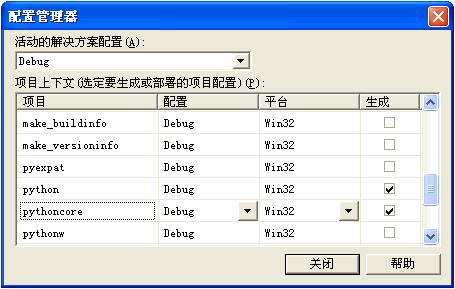 配置管理器
活动的解决方案配置(A):
Debug
项目上下文(选定要生成或部署的项目配置)(P):
项目 配置 平台 生成
make_buildinfo Debug Win32
make_versioninfo Debug Win32
pyexpat Debug Win32
python Debug Win32
pythoncore Debug Win32
pythonw Debug Win32
关闭 帮助